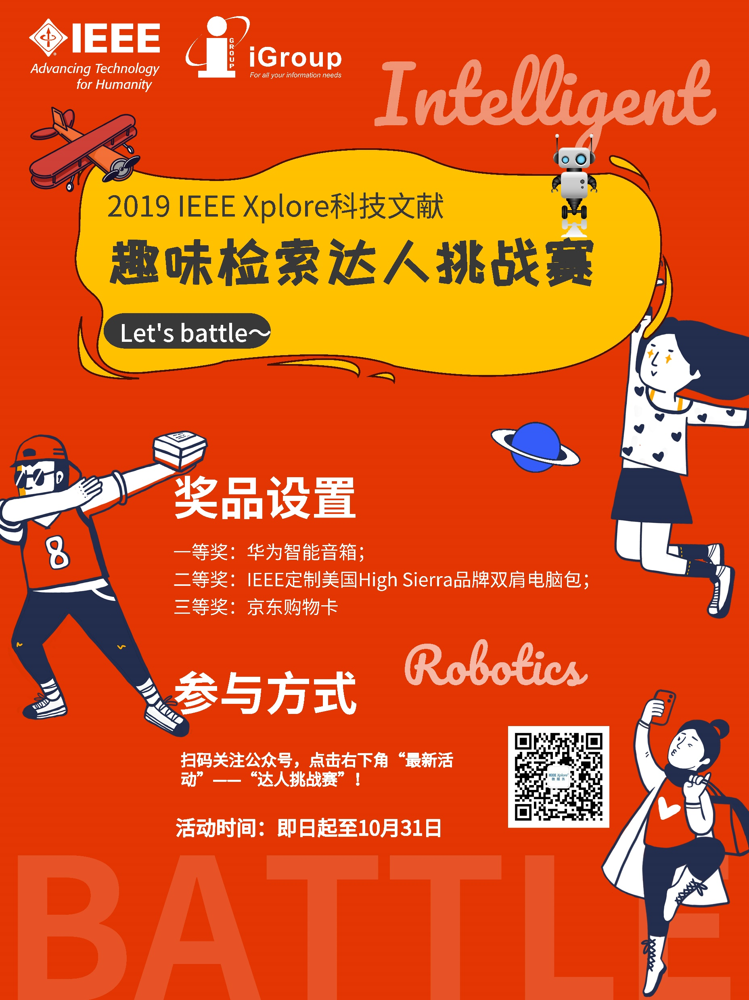 IEEE
Advancing Technology
for Humanity
GROUP
iGroup
For all your information needs
Intelligent
2019 IEEE Xplore科技文献
趣味检索达人挑战赛
Let's battle～
8
奖品设置
一等奖：华为智能音箱；
二等奖：IEEE定制美国High Sierra品牌双肩电脑包；
三等奖：京东购物卡
Robotics
参与方式
扫码关注公众号，点击右下角“最新活
动”——“达人挑战赛”！
IEEE Xplore®
微 服 务
活动时间：即日起至10月31日
BATTLE